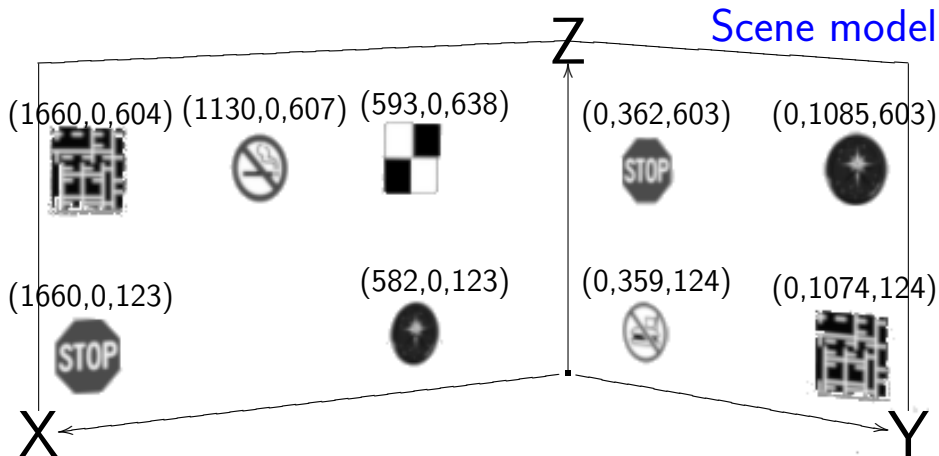 Scene model
Z
(1660,0,604) (1130,0,607) (593,0,638) (0,362,603) (0,1085,603)
STOP
(1660,0,123) (582,0,123) (0,359,124) (0,1074,124)
STOP
X Y